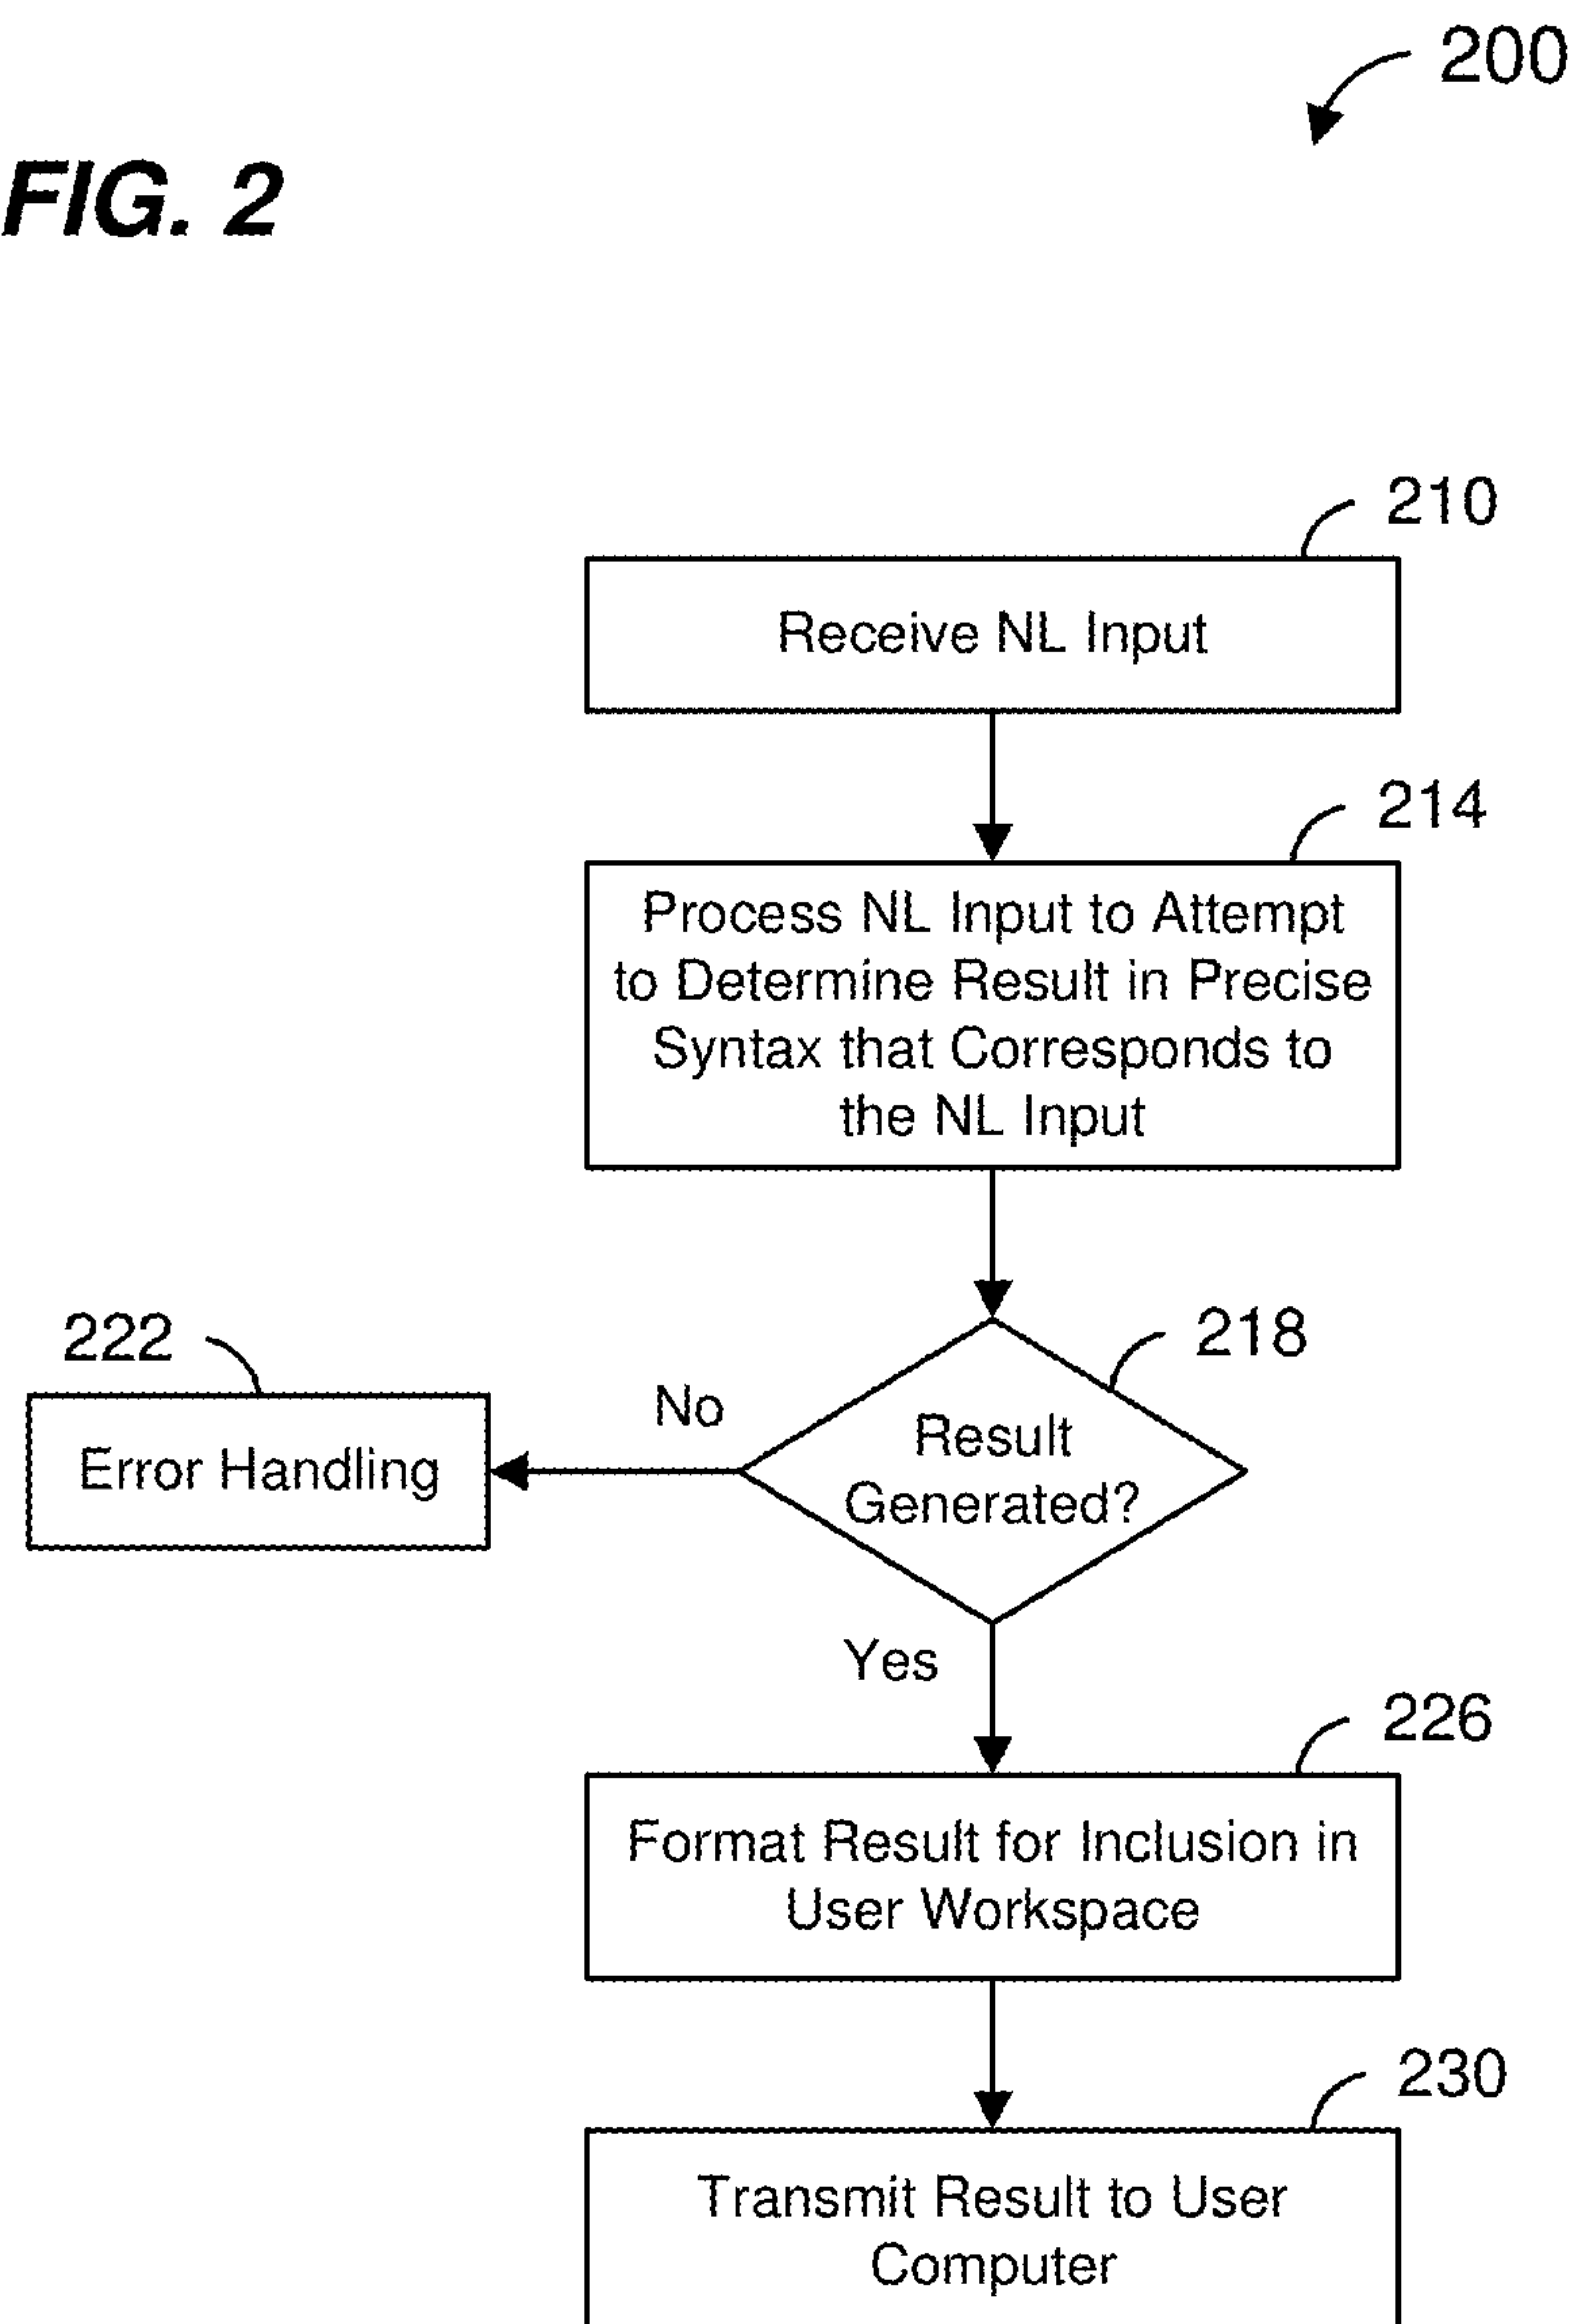 200
FIG. 2
210
Receive NL Input
214
Process NL Input to Attempt
to Determine Result in Precise
Syntax that Corresponds to
the NL Input
218
Result
Generated?
No
222
Error Handling
Yes
226
Format Result for Inclusion in
User Workspace
230
Transmit Result to User
Computer